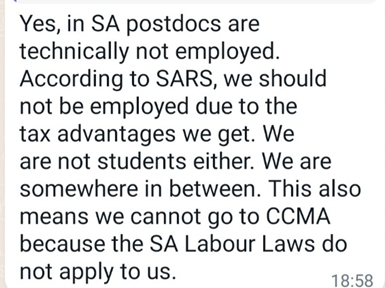 Yes, in SA postdocs are
technically not employed.
According to SARS, we should
not be employed due to the
tax advantages we get. We
are not students either. We are
somewhere in between. This also
means we cannot go to CCMA
because the SA Labour Laws do
not apply to us.
18:58